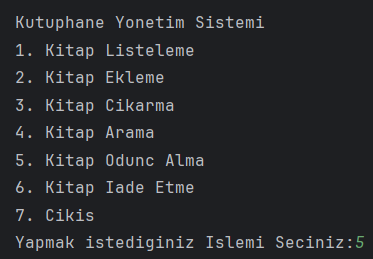 Kutuphane Yonetim Sistemi
1. Kitap Listeleme
2. Kitap Ekleme
3. Kitap Cikarma
4. Kitap Arama
5. Kitap Odunc Alma
6. Kitap Iade Etme
7. Cikis
Yapmak istediginiz Islemi Seciniz:5